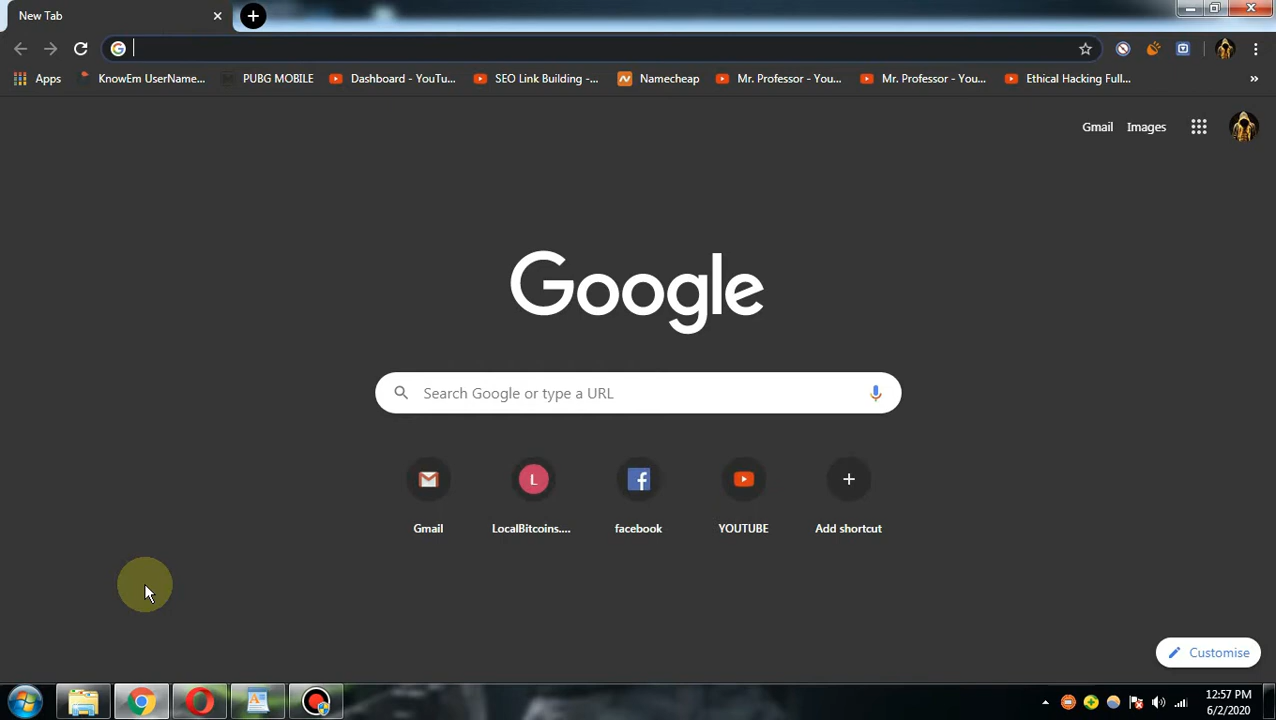 New Tab
Apps KnowEm UserName... PUBG MOBILE Dashboard - YouTu... SEO Link Building -... Namecheap Mr. Professor - You... Mr. Professor - You... Ethical Hacking Full... »
Gmail Images
Google
Search Google or type a URL
L
Gmail LocalBitcoins.... facebook YOUTUBE Add shortcut
Customise
12:57 PM
6/2/2020